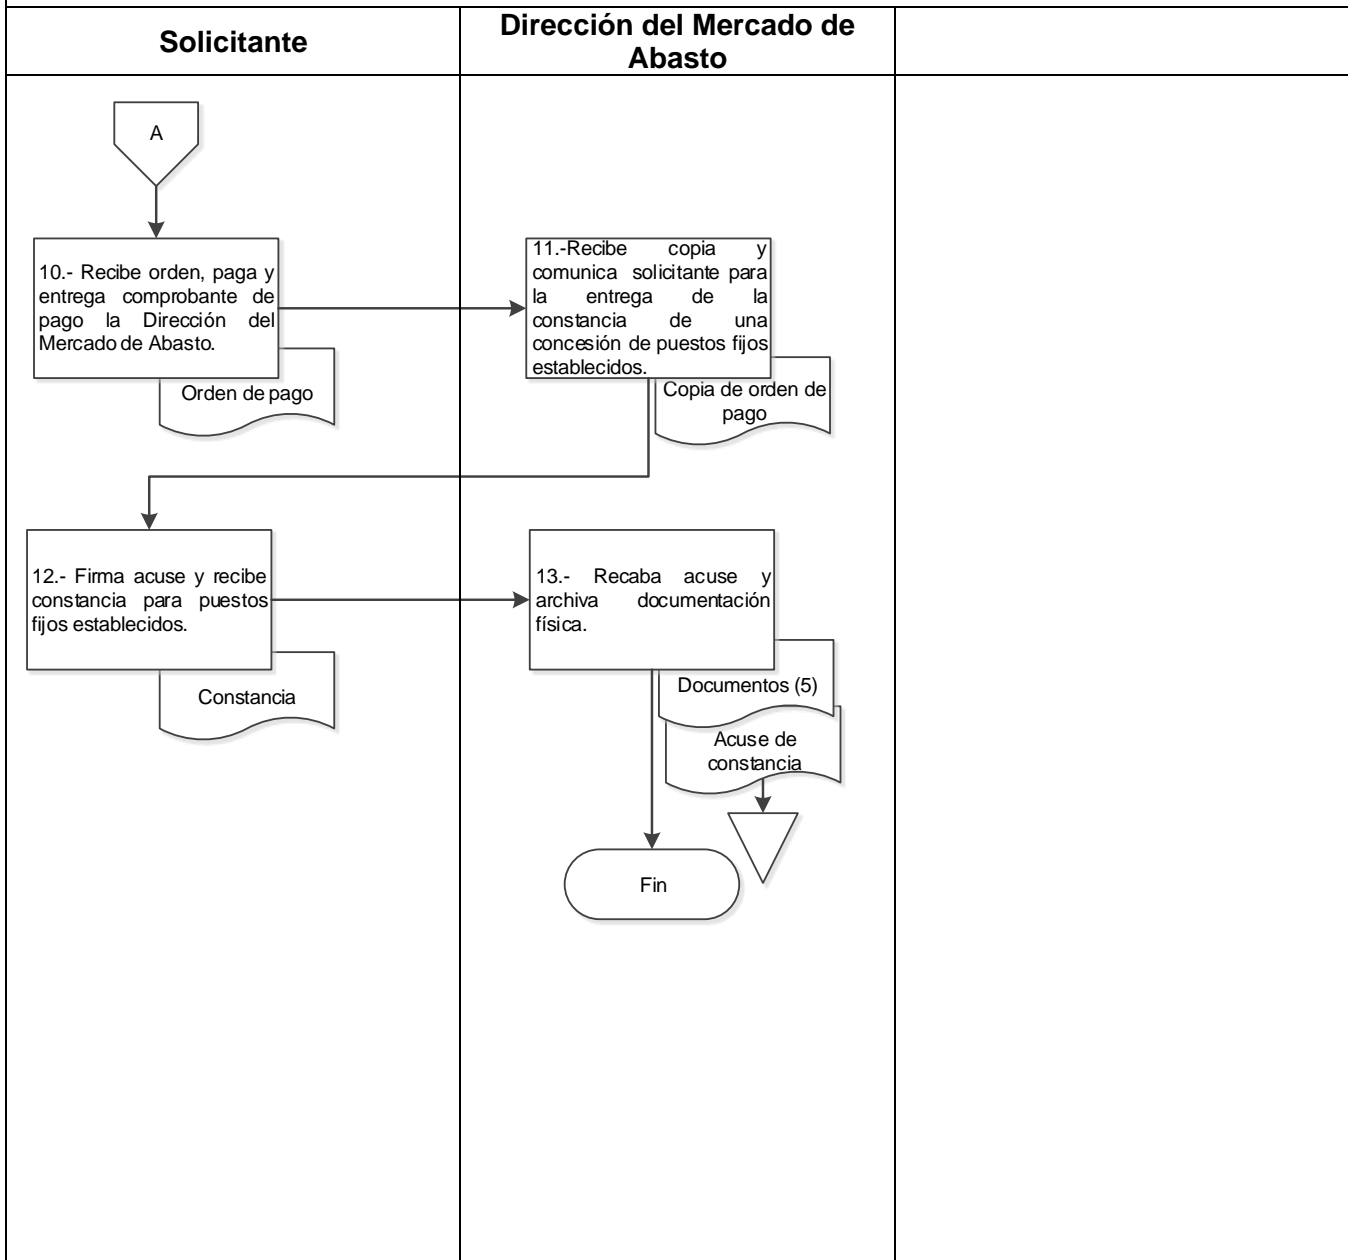 Solicitante
Dirección del Mercado de
Abasto
A
10.- Recibe orden, paga y
entrega comprobante de
pago la Dirección del
Mercado de Abasto.
Orden de pago
11.-Recibe copia y
comunica solicitante para
la entrega de la
constancia de una
concesión de puestos fijos
establecidos.
Copia de orden de
pago
12.- Firma acuse y recibe
constancia para puestos
fijos establecidos.
Constancia
13.- Recaba acuse y
archiva documentación
física.
Documentos (5)
Acuse de
constancia
Fin